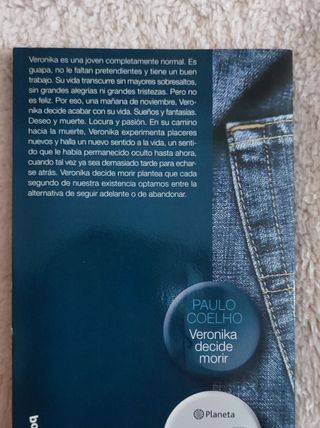 Veronika es una joven completamente normal. Es
guapa, no le faltan pretendientes y tiene un buen
trabajo. Su vida transcurre sin mayores sobresaltos,
sin grandes alegrías ni grandes tristezas. Pero no
es feliz. Por eso, una mañana de noviembre, Vero-
nika decide acabar con su vida. Sueños y fantasías.
Deseo y muerte. Locura y pasión. En su camino
hacia la muerte, Veronika experimenta placeres
nuevos y halla un nuevo sentido a la vida, un senti-
do que le había permanecido oculto hasta ahora,
cuando tal vez ya sea demasiado tarde para echar-
se atrás. Veronika decide morir plantea que cada
segundo de nuestra existencia optamos entre la
alternativa de seguir adelante o de abandonar.
PAULO
COELHO
Veronika
decide
morir
Planeta